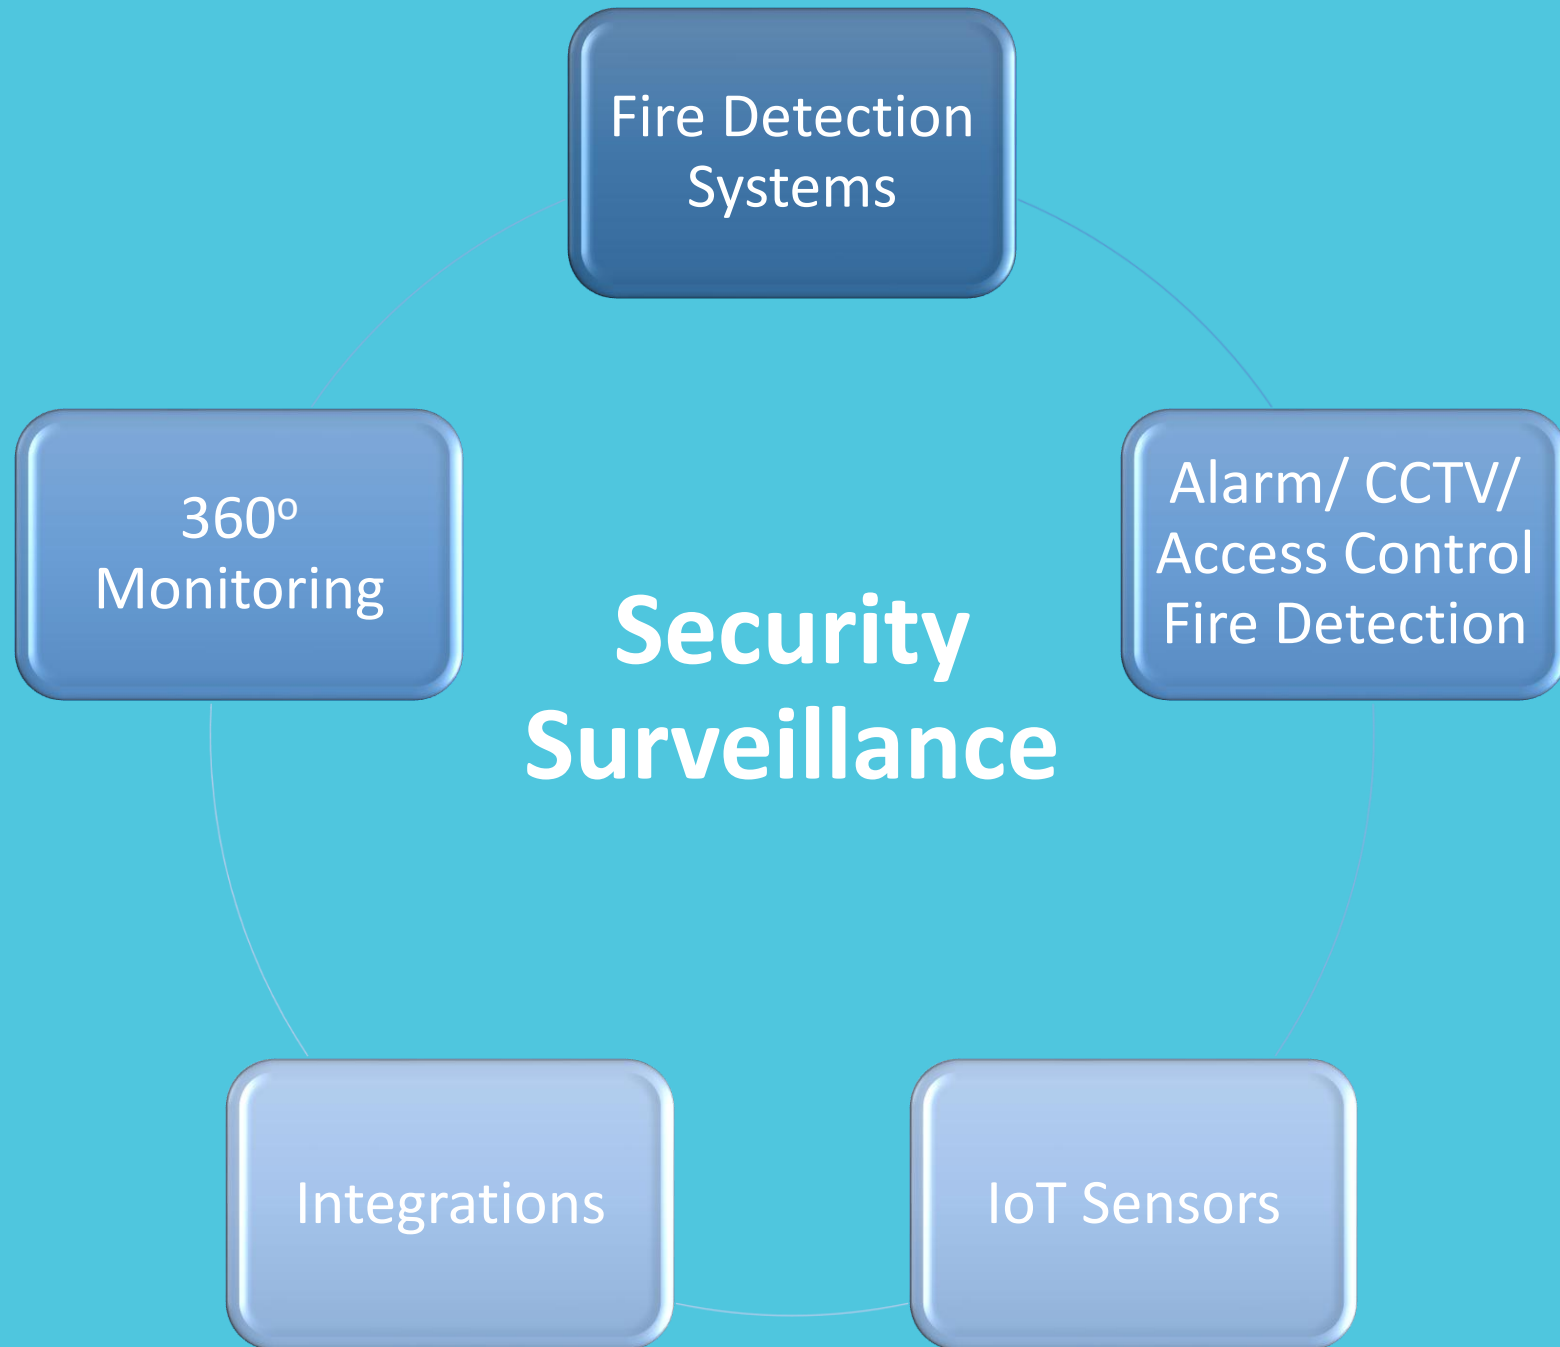 Fire Detection
Systems
Alarm/ CCTV/
Access Control
Fire Detection
IoT Sensors
Integrations
360º
Monitoring
Security
Surveillance